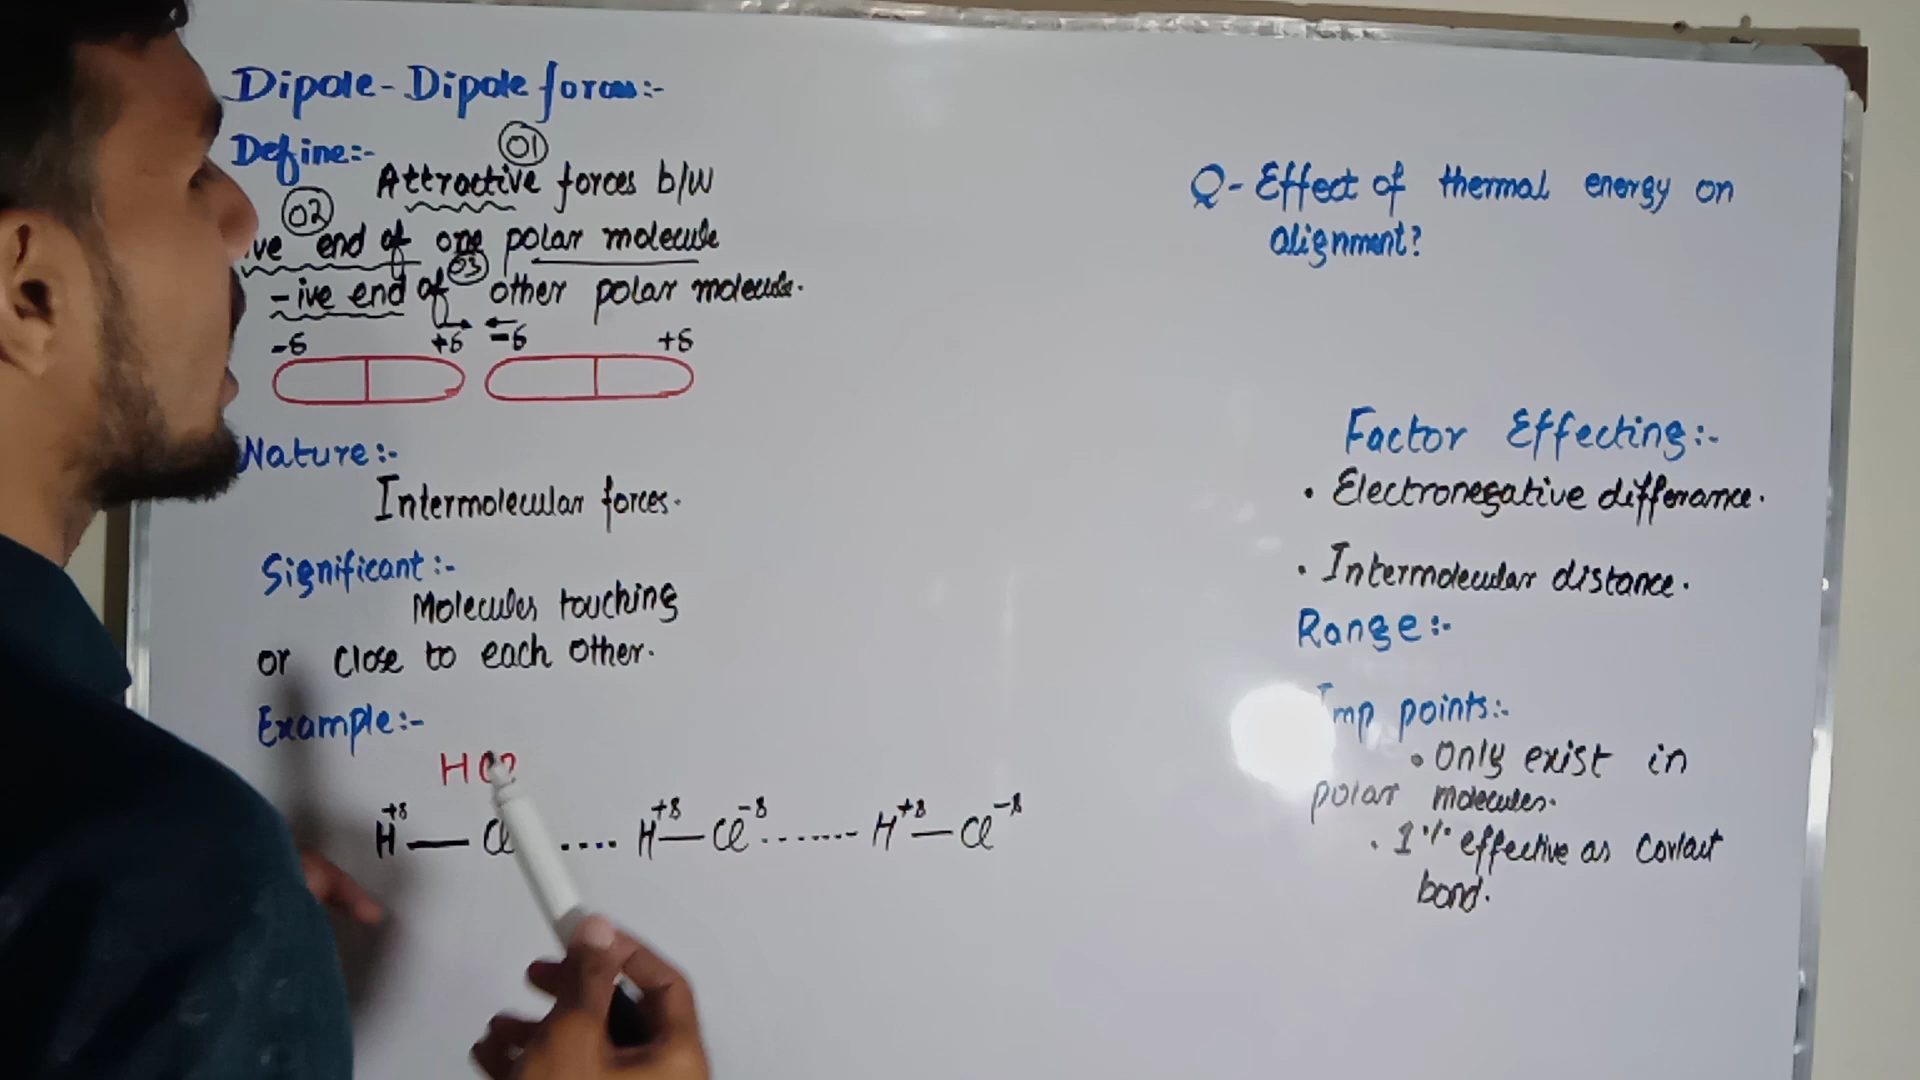 Dipole-Dipole forces:-
Define:-
01
Attractive forces b/w
02
ive end of one polar molecule
03
-ive end of other polar molecule.
-δ +δ -δ +δ
Nature:-
Intermolecular forces.
Significant:-
Molecules touching
or close to each other.
Example:-
HCl
+δ +δ -δ +δ -δ
H—Cl ....H—Cl.......H—Cl
Q- Effect of thermal energy on
alignment?
Factor Effecting:-
• Electronegative differance.
• Intermolecular distance.
Range:-
Imp points:-
• Only exist in
polar molecules.
• 1% effective as covlact
bond.